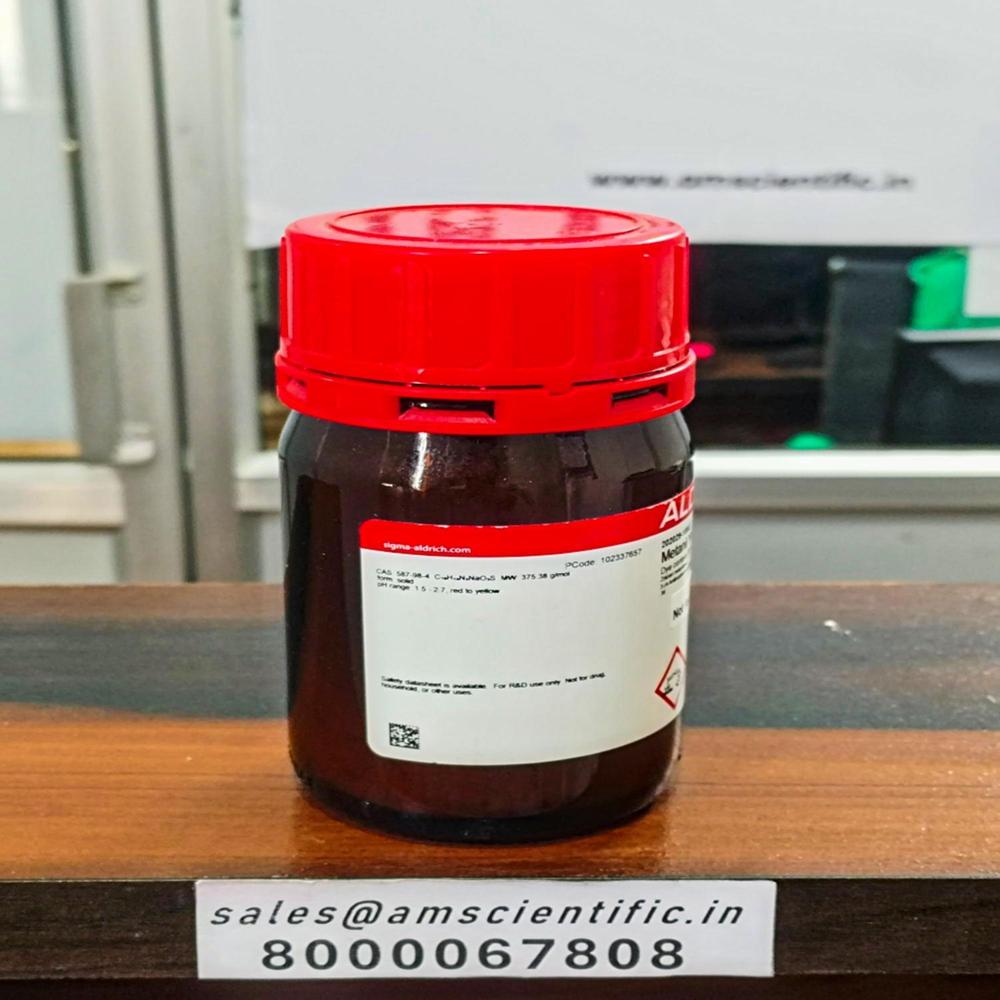 www.amscientific.in
sigma-aldrich.com
PCode: 102337657
CAS: 587-98-4 C₁₈H₁₄N₃NaO₃S MW 375.38 g/mol
form solid
pH range 1.5 - 2.7, red to yellow
Safety datasheet is available. For R&D use only. Not for drug,
household, or other uses.
sales@amscientific.in
8000067808